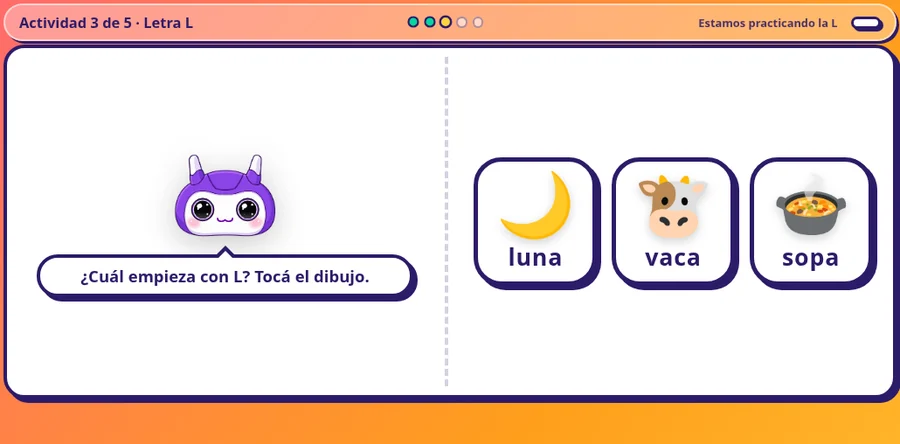 Actividad 3 de 5 · Letra L
Estamos practicando la L
¿Cuál empieza con L? Tocá el dibujo.
luna
vaca
sopa